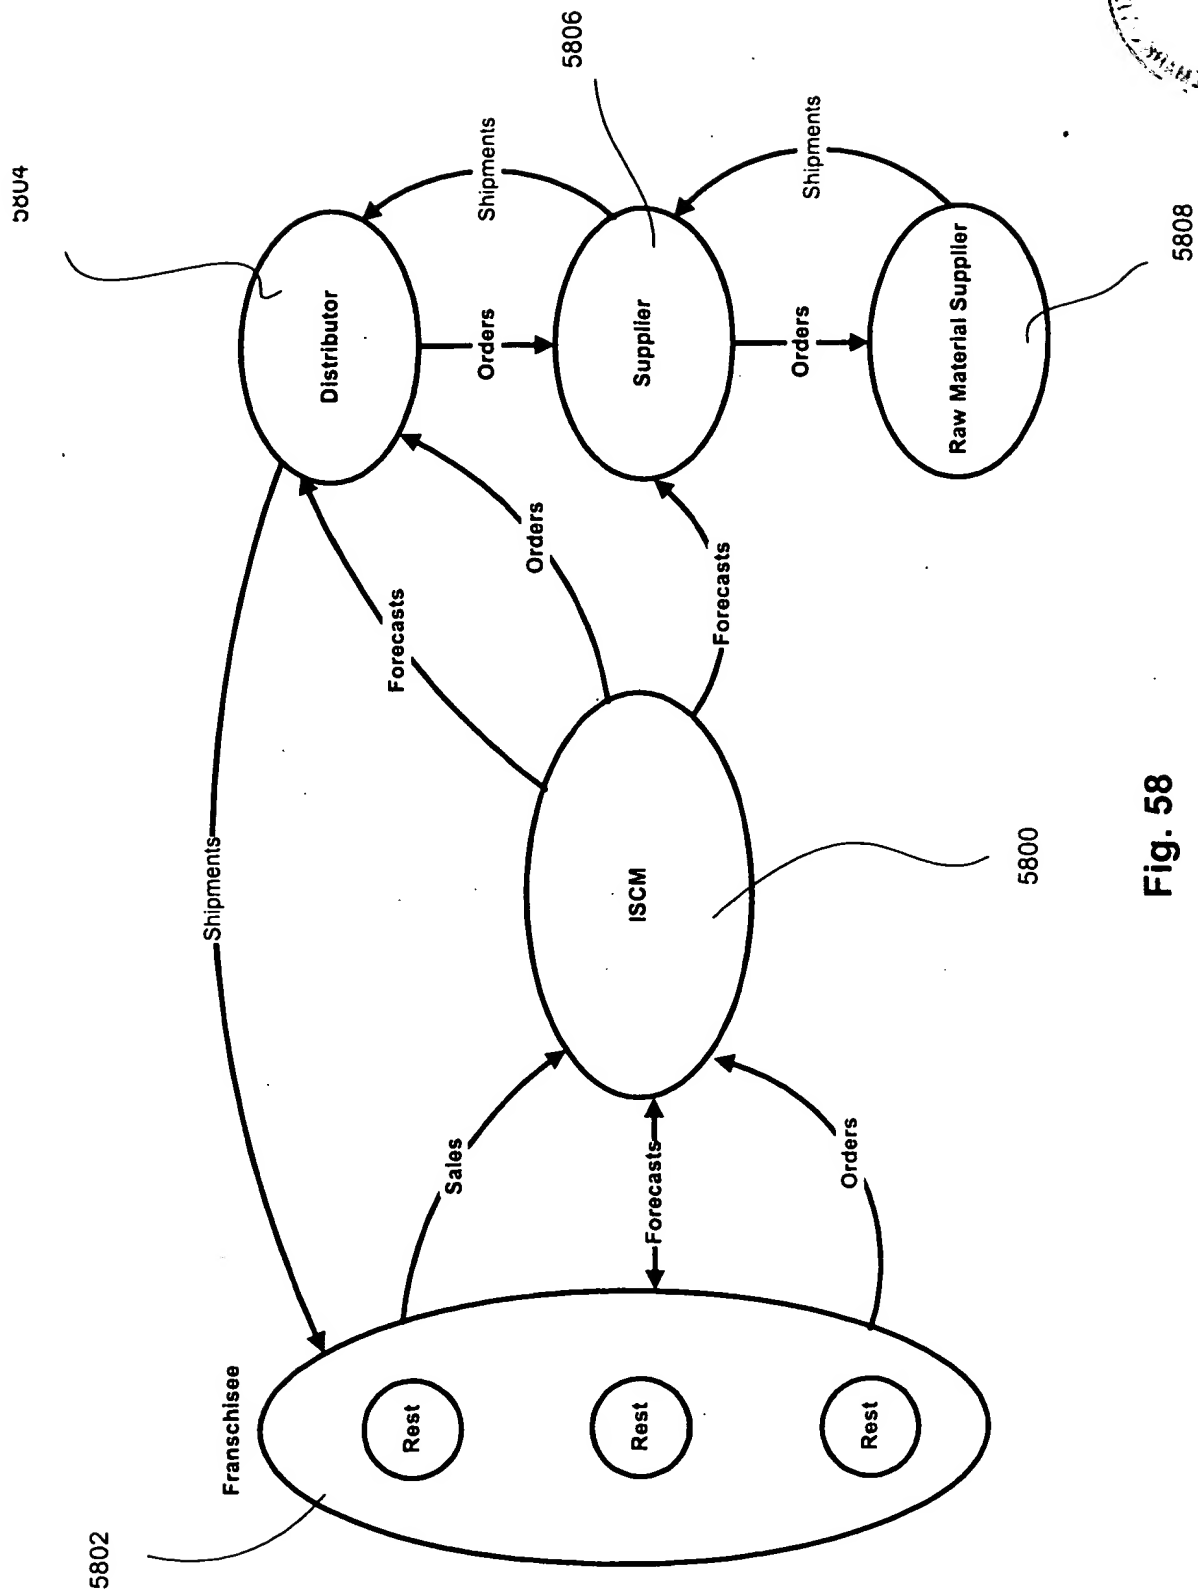 5804
5802
Shipments
Franschisee
Distributor
Forecasts
Rest
Sales
Orders
Shipments
Orders
5806
Rest
Forecasts
ISCM
Supplier
Forecasts
Orders
Shipments
Orders
Rest
Raw Material Supplier
5800
5808
Fig. 58